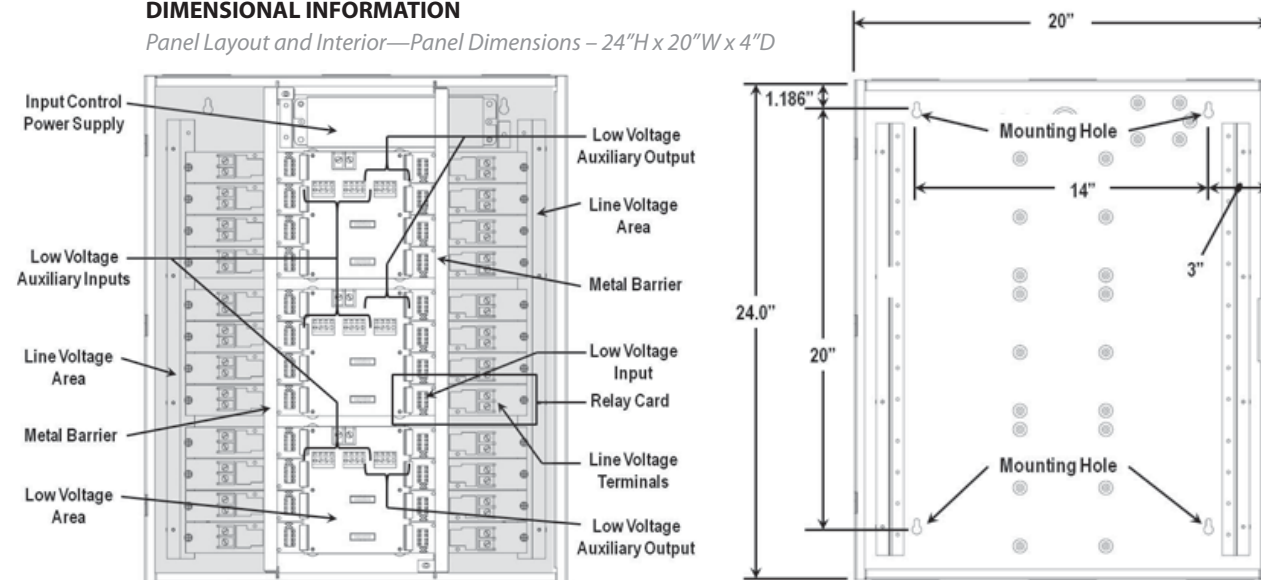 DIMENSIONAL INFORMATION
Panel Layout and Interior—Panel Dimensions – 24”H x 20”W x 4”D
Input Control
Power Supply
Low Voltage
Auxiliary Inputs
Line Voltage
Area
Metal Barrier
Low Voltage
Area
Low Voltage
Auxiliary Output
Line Voltage
Area
Metal Barrier
Low Voltage
Input
Relay Card
Line Voltage
Terminals
Low Voltage
Auxiliary Output
20”
1.186”
Mounting Hole
14”
3”
24.0”
20”
Mounting Hole